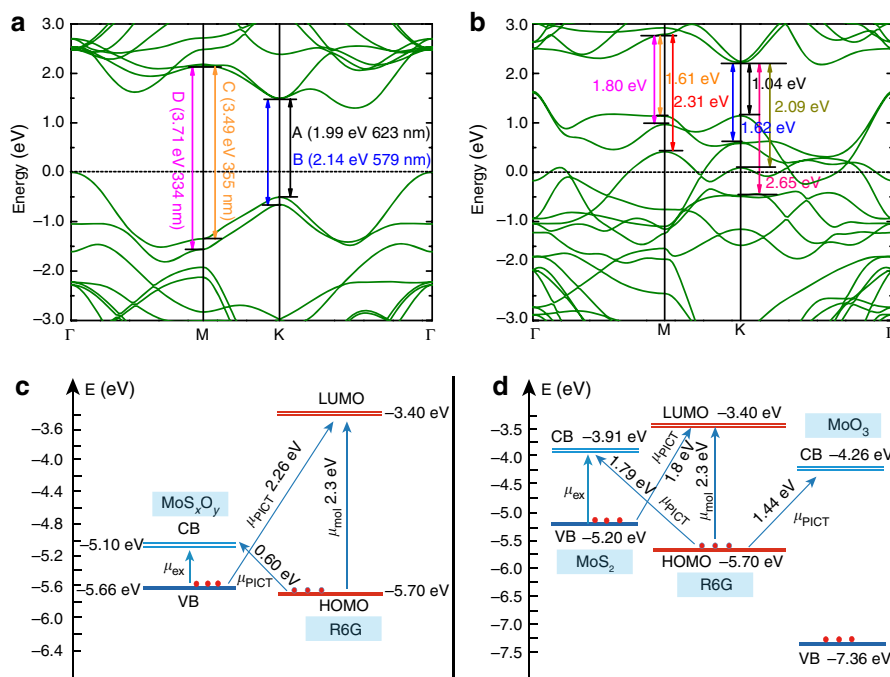 a
3.0
2.0
1.0
0.0
−1.0
−2.0
−3.0
Energy (eV)
Γ
M
K
Γ
D (3.71 eV 334 nm)
C (3.49 eV 355 nm)
A (1.99 eV 623 nm)
B (2.14 eV 579 nm)
b
3.0
2.0
1.0
0.0
−1.0
−2.0
3.0
Energy (eV)
Γ
M
K
Γ
1.80 eV
1.61 eV
2.31 eV
1.04 eV
2.09 eV
1.62 eV
2.65 eV
c
E (eV)
−3.6
−4.0
−4.4
−4.8
−5.2
−5.6
−6.0
−6.4
LUMO
−3.40 eV
μPICT 2.26 eV
μmol 2.3 eV
MoSxOy
CB
−5.10 eV
μex
0.60 eV
μPICT
−5.66 eV
VB
−5.70 eV
HOMO
R6G
d
E (eV)
−3.5
−4.0
−4.5
−5.0
−5.5
−6.0
−6.5
−7.0
−7.5
LUMO −3.40 eV
MoO3
CB −3.91 eV
CB −4.26 eV
μPICT
1.8 eV
1.79 eV
μex
μPICT
μmol 2.3 eV
1.44 eV
μPICT
VB −5.20 eV
MoS2
HOMO −5.70 eV
R6G
VB −7.36 eV